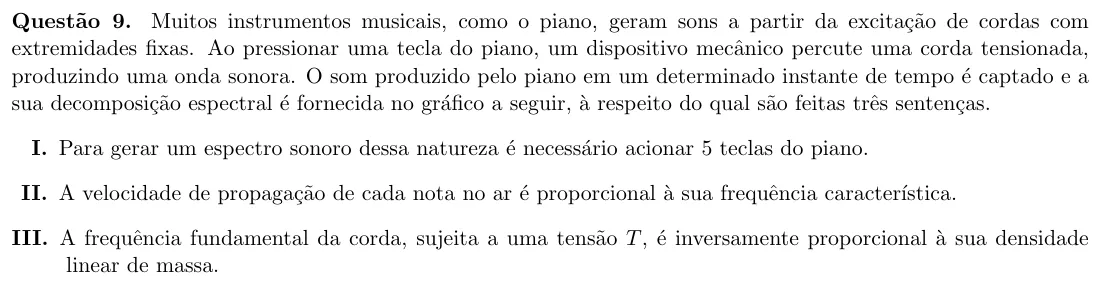 Questão 9. Muitos instrumentos musicais, como o piano, geram sons a partir da excitação de cordas com
extremidades fixas. Ao pressionar uma tecla do piano, um dispositivo mecânico percute uma corda tensionada,
produzindo uma onda sonora. O som produzido pelo piano em um determinado instante de tempo é captado e a
sua decomposição espectral é fornecida no gráfico a seguir, à respeito do qual são feitas três sentenças.
I. Para gerar um espectro sonoro dessa natureza é necessário acionar 5 teclas do piano.
II. A velocidade de propagação de cada nota no ar é proporcional à sua frequência característica.
III. A frequência fundamental da corda, sujeita a uma tensão T, é inversamente proporcional à sua densidade
linear de massa.